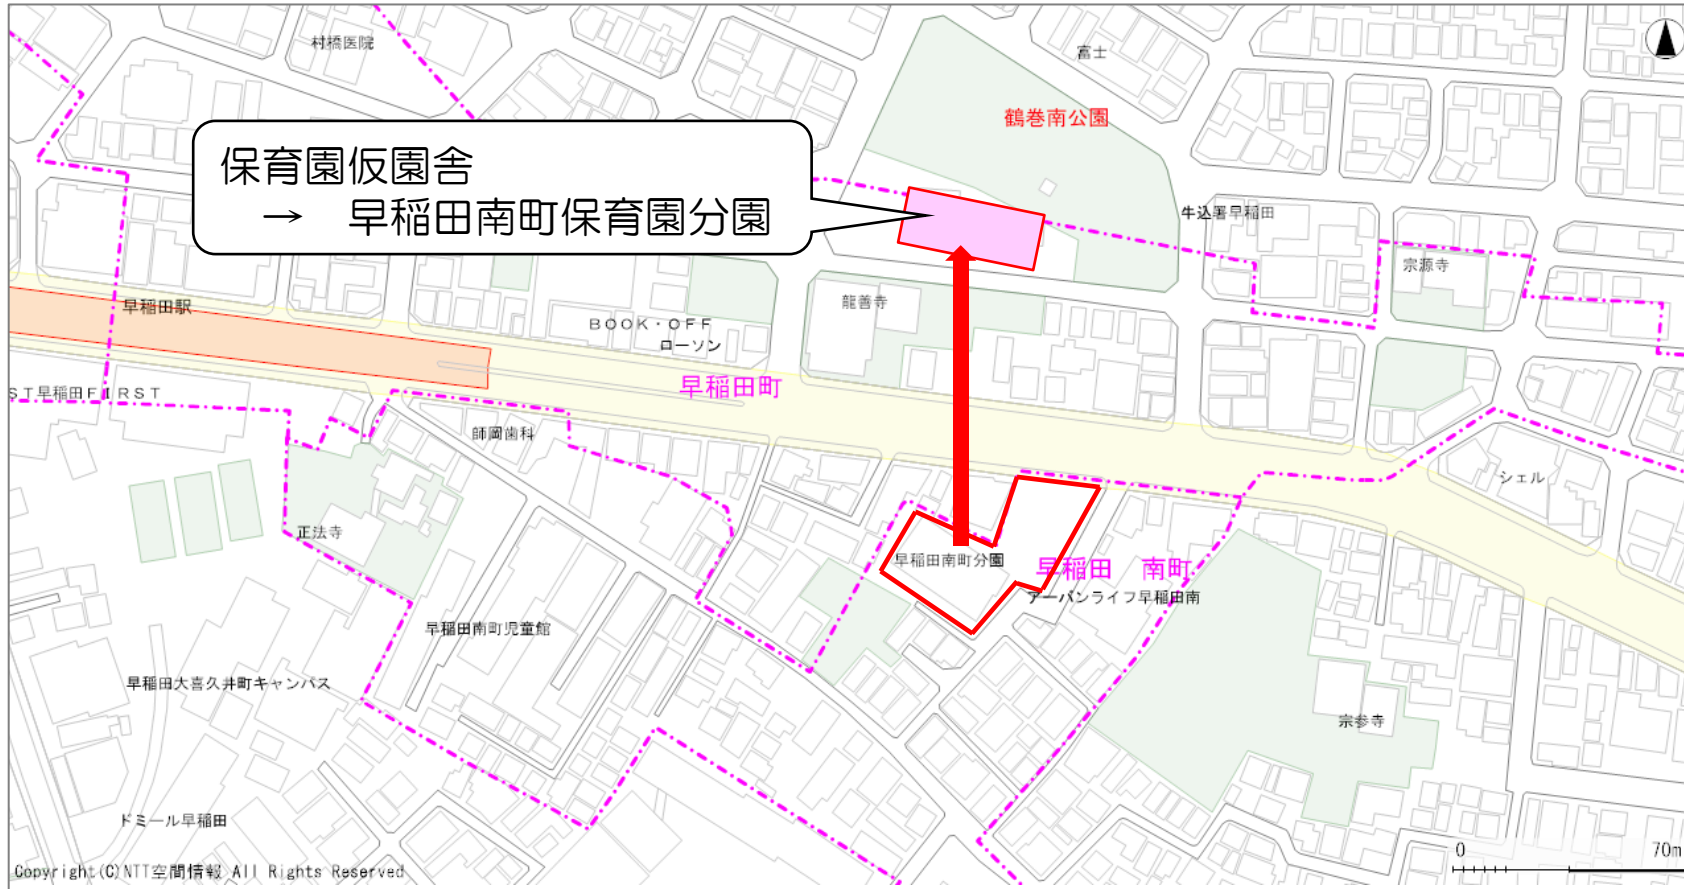 村橋医院
富士
鶴巻南公園
保育園仮園舎
→ 早稲田南町保育園分園
牛込署早稲田
宗源寺
早稲田駅
龍善寺
BOOK・OFF
ローソン
早稲田町
ST早稲田FIRST
師岡歯科
シェル
正法寺
早稲田南町分園
早稲田 南町
アーバンライフ早稲田南
早稲田南町児童館
早稲田大喜久井町キャンパス
宗参寺
ドミール早稲田
0 70m
Copyright(C)NTT空間情報 All Rights Reserved